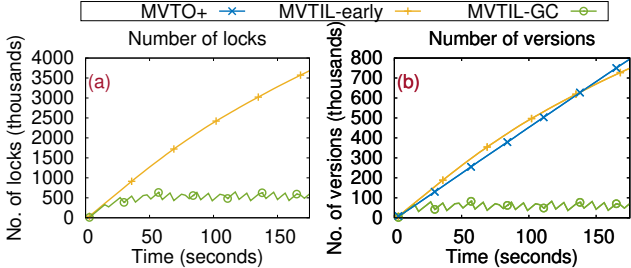 MVTO+ MVTIL-early MVTIL-GC
Number of locks
(a)
No. of locks (thousands)
4000
3500
3000
2500
2000
1500
1000
500
0
0 50 100 150
Time (seconds)
Number of versions
(b)
No. of versions (thousands)
800
700
600
500
400
300
200
100
0
0 50 100 150
Time (seconds)